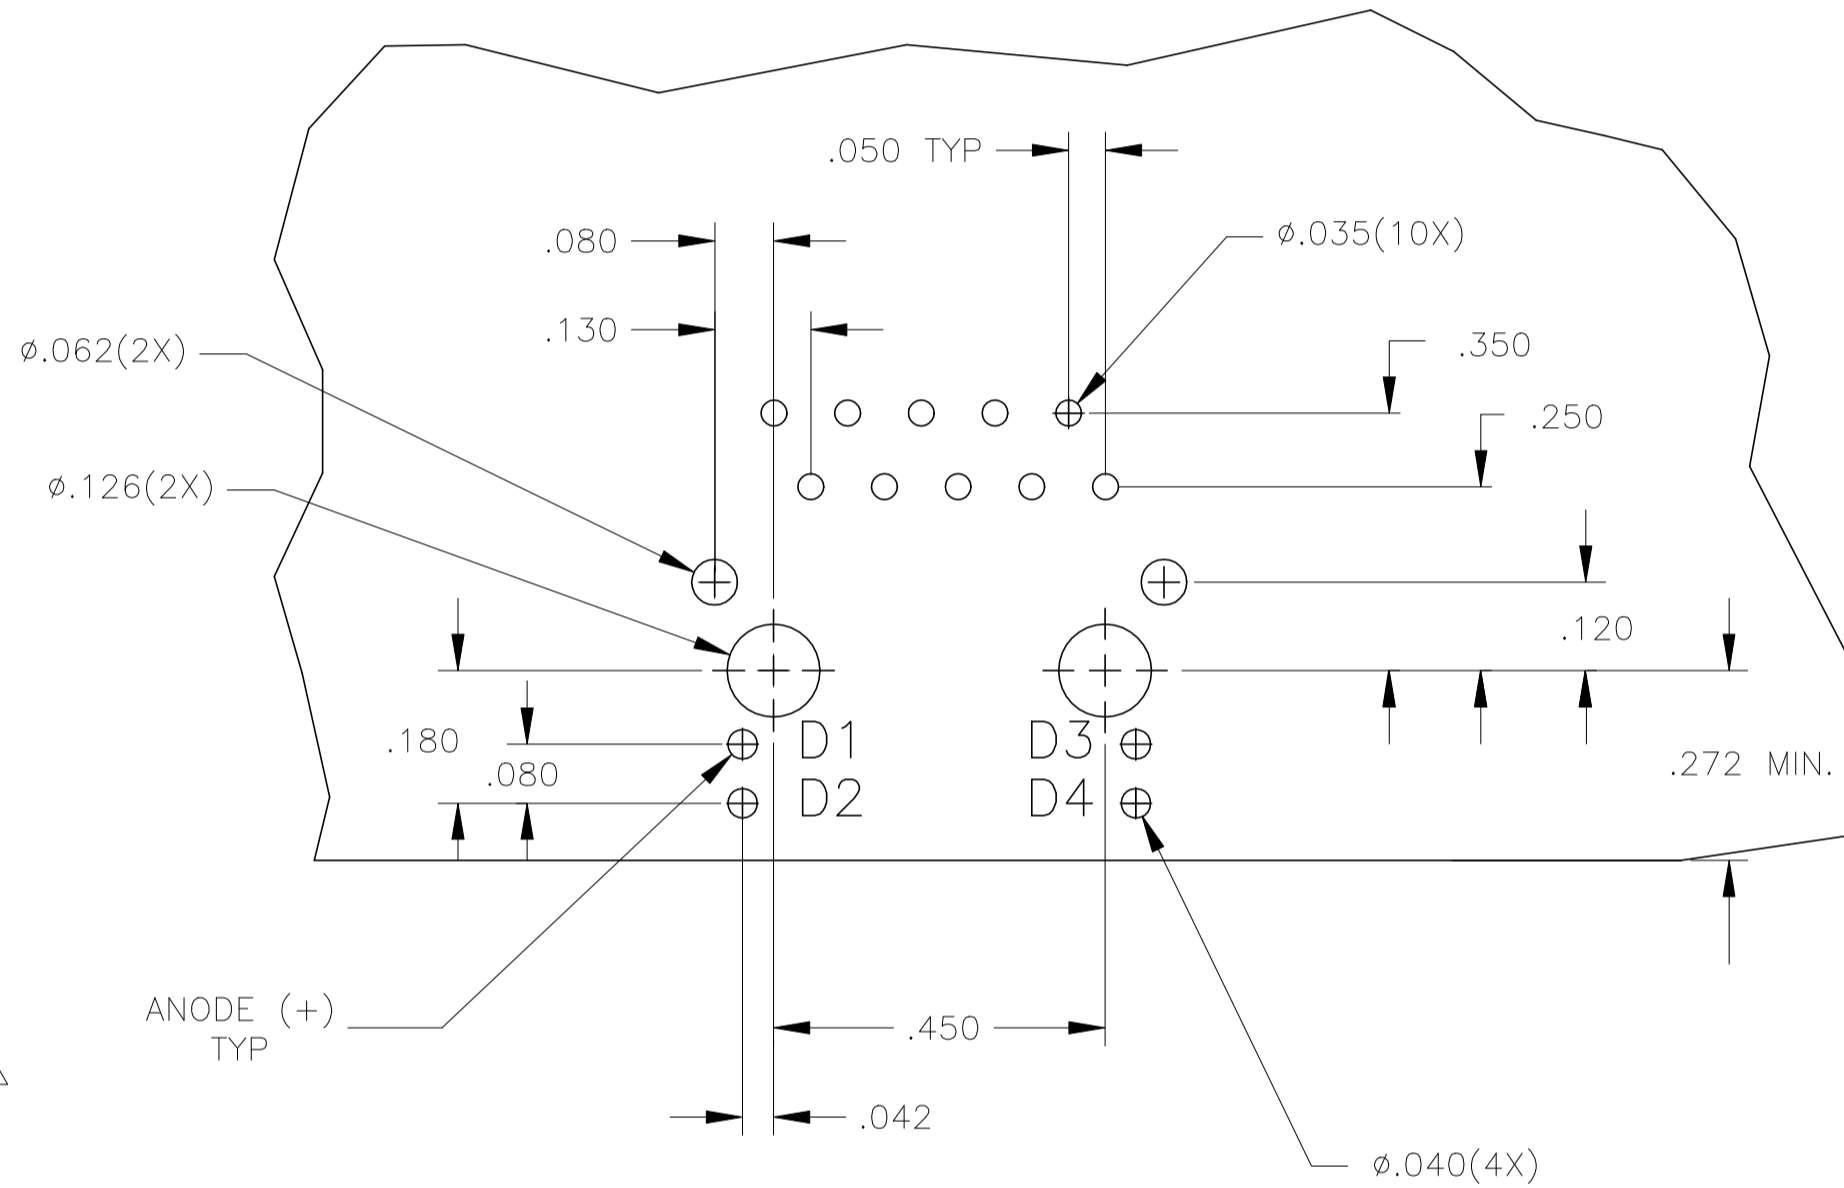 .050 TYP
.080
⌀.035(10X)
.130
.350
⌀.062(2X)
.250
⌀.126(2X)
.120
.180
D1
D3
.080
.272 MIN.
D2
D4
ANODE (+)
TYP
.450
.042
⌀.040(4X)